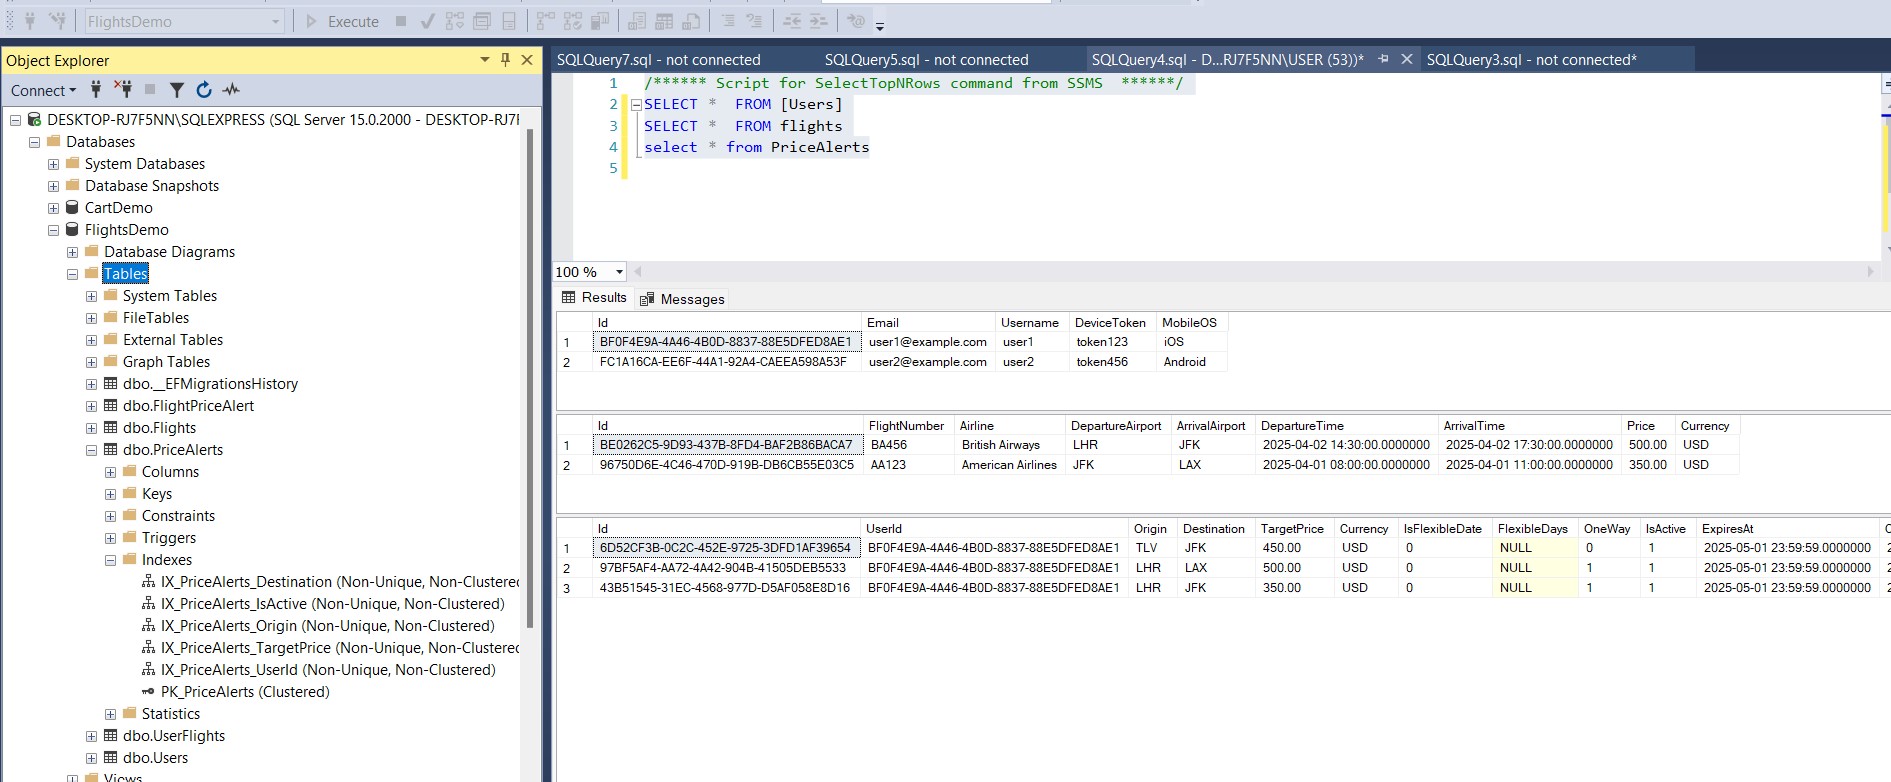 FlightsDemo
Execute
Object Explorer
Connect
DESKTOP-RJ7F5NN\SQLEXPRESS (SQL Server 15.0.2000 - DESKTOP-RJ7F
Databases
System Databases
Database Snapshots
CartDemo
FlightsDemo
Database Diagrams
Tables
System Tables
FileTables
External Tables
Graph Tables
dbo.__EFMigrationsHistory
dbo.FlightPriceAlert
dbo.Flights
dbo.PriceAlerts
Columns
Keys
Constraints
Triggers
Indexes
IX_PriceAlerts_Destination (Non-Unique, Non-Clustere
IX_PriceAlerts_IsActive (Non-Unique, Non-Clustered)
IX_PriceAlerts_Origin (Non-Unique, Non-Clustered)
IX_PriceAlerts_TargetPrice (Non-Unique, Non-Clustere
IX_PriceAlerts_UserId (Non-Unique, Non-Clustered)
PK_PriceAlerts (Clustered)
Statistics
dbo.UserFlights
dbo.Users
Views
SQLQuery7.sql - not connected SQLQuery5.sql - not connected SQLQuery4.sql - D...RJ7F5NN\USER (53))* SQLQuery3.sql - not connected*
1 /****** Script for SelectTopNRows command from SSMS  ******/
2 SELECT *  FROM [Users]
3 SELECT *  FROM flights
4 select * from PriceAlerts
5
100 %
Results Messages
Id Email Username DeviceToken MobileOS
1 BF0F4E9A-4A46-4B0D-8837-88E5DFED8AE1 user1@example.com user1 token123 iOS
2 FC1A16CA-EE6F-44A1-92A4-CAEEA598A53F user2@example.com user2 token456 Android
Id FlightNumber Airline DepartureAirport ArrivalAirport DepartureTime ArrivalTime Price Currency
1 BE0262C5-9D93-437B-8FD4-BAF2B86BACA7 BA456 British Airways LHR JFK 2025-04-02 14:30:00.0000000 2025-04-02 17:30:00.0000000 500.00 USD
2 96750D6E-4C46-470D-919B-DB6CB55E03C5 AA123 American Airlines JFK LAX 2025-04-01 08:00:00.0000000 2025-04-01 11:00:00.0000000 350.00 USD
Id UserId Origin Destination TargetPrice Currency IsFlexibleDate FlexibleDays OneWay IsActive ExpiresAt
1 6D52CF3B-0C2C-452E-9725-3DFD1AF39654 BF0F4E9A-4A46-4B0D-8837-88E5DFED8AE1 TLV JFK 450.00 USD 0 NULL 0 1 2025-05-01 23:59:59.0000000
2 97BF5AF4-AA72-4A42-904B-41505DEB5533 BF0F4E9A-4A46-4B0D-8837-88E5DFED8AE1 LHR LAX 500.00 USD 0 NULL 1 1 2025-05-01 23:59:59.0000000
3 43B51545-31EC-4568-977D-D5AF058E8D16 BF0F4E9A-4A46-4B0D-8837-88E5DFED8AE1 LHR JFK 350.00 USD 0 NULL 1 1 2025-05-01 23:59:59.0000000